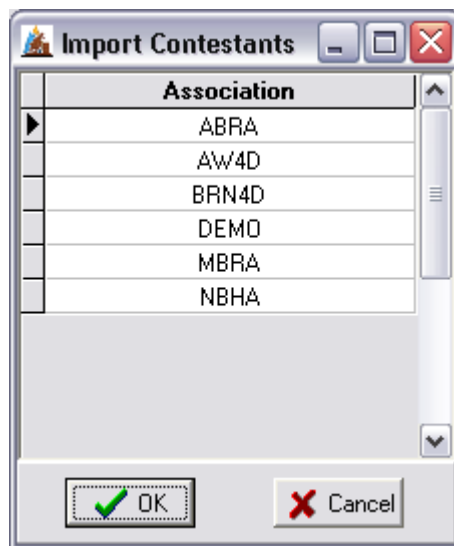 Import Contestants
Association
ABRA
AW4D
BRN4D
DEMO
MBRA
NBHA
OK Cancel